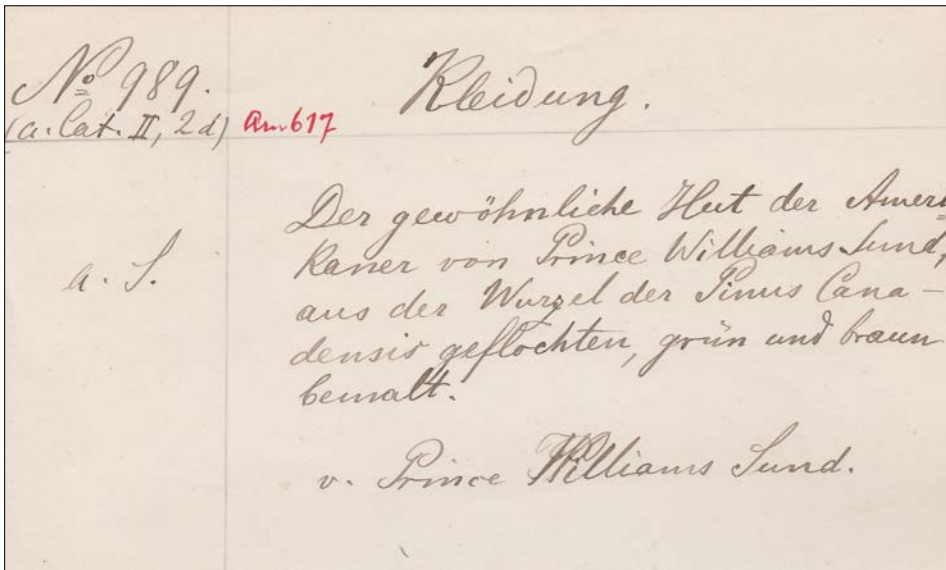 № 989.
Kleidung.
(a. Cat. II, 2d) Am 617
Der gewöhnliche Hut der Ameri=
kaner von Prince Williams Sund,
a. S.
aus der Wurzel der Pinus Cana-
densis geflochten, grün und braun
bemalt.
v. Prince Williams Sund.